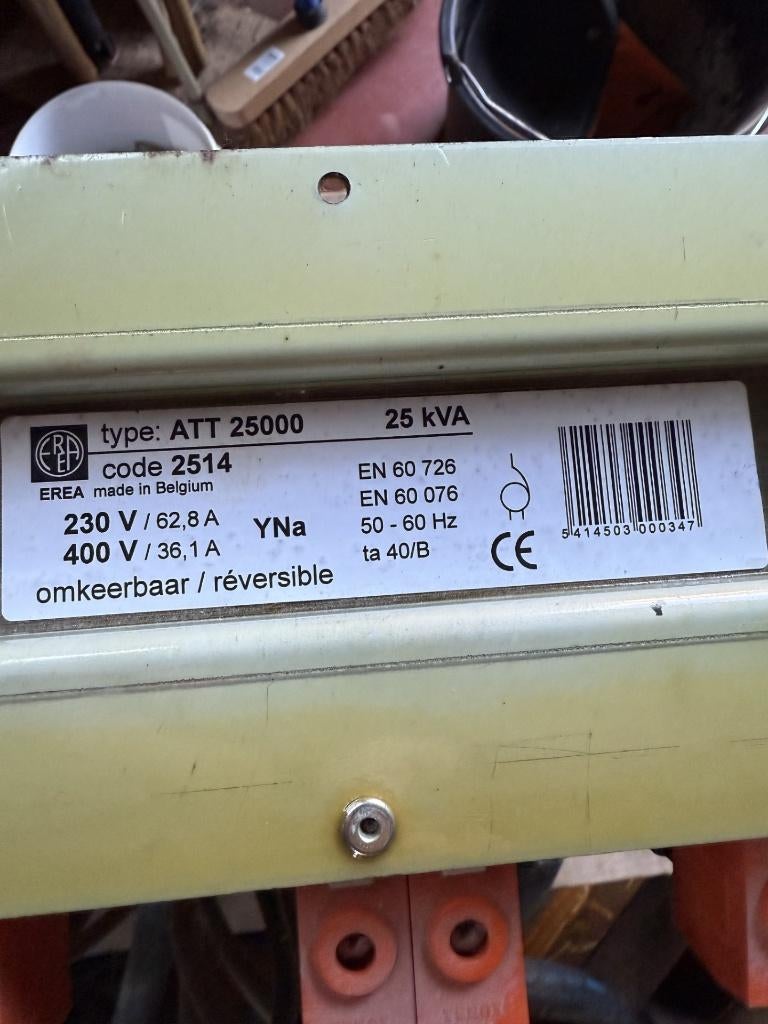 EREA
type: ATT 25000
25 kVA
code 2514
EREA made in Belgium
230 V / 62,8 A
400 V / 36,1 A
YNa
omkeerbaar / réversible
EN 60 726
EN 60 076
50 - 60 Hz
ta 40/B
CE
5 414503 000347